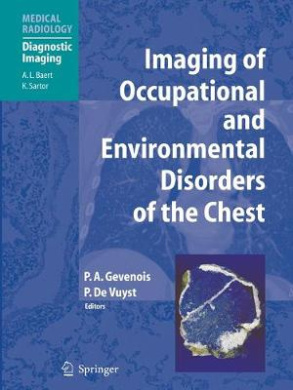 MEDICAL
RADIOLOGY
Diagnostic
Imaging
A. L. Baert
K. Sartor
Imaging of
Occupational
and
Environmental
Disorders
of the Chest
P. A. Gevenois
P. De Vuyst
Editors
Springer